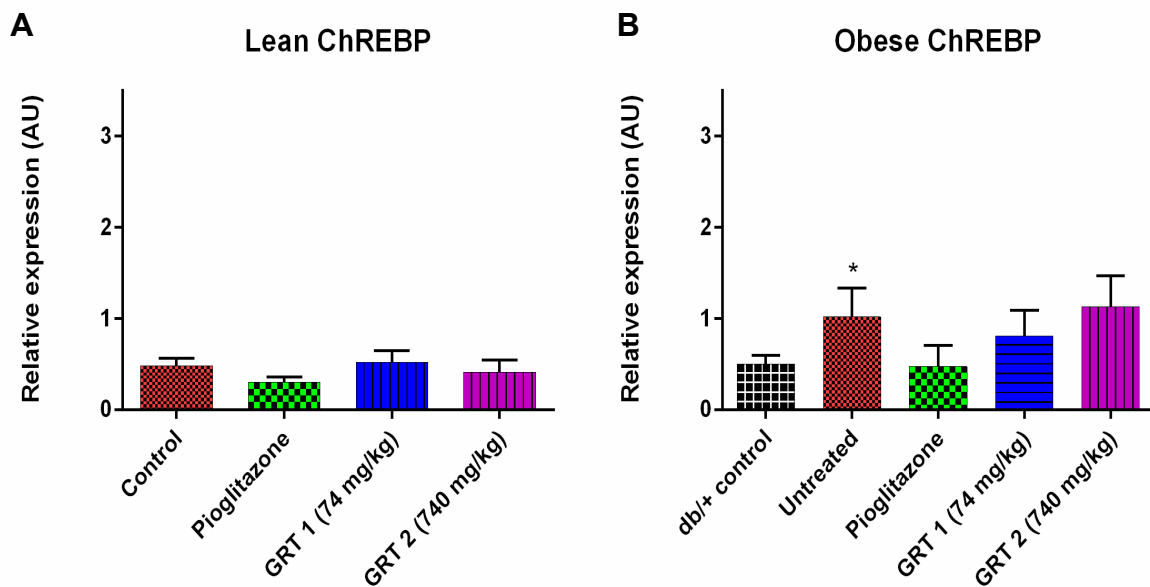 A
Lean ChREBP
Relative expression (AU)
3
2
1
0
Control
Pioglitazone
GRT 1 (74 mg/kg)
GRT 2 (740 mg/kg)
B
Obese ChREBP
Relative expression (AU)
3
2
1
0
*
db/+ control
Untreated
Pioglitazone
GRT 1 (74 mg/kg)
GRT 2 (740 mg/kg)